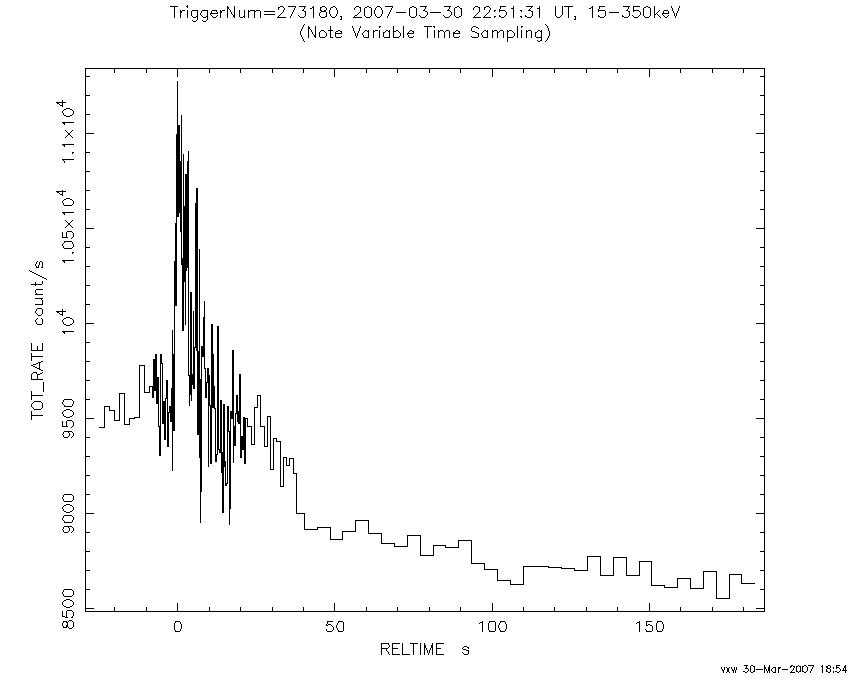 TriggerNum=273180, 2007-03-30 22:51:31 UT, 15-350keV
(Note Variable Time Sampling)
TOT_RATE count/s
1.1×10⁴
1.05×10⁴
10⁴
9500
9000
8500
0 50 100 150
RELTIME s
vxw 30-Mar-2007 18:54